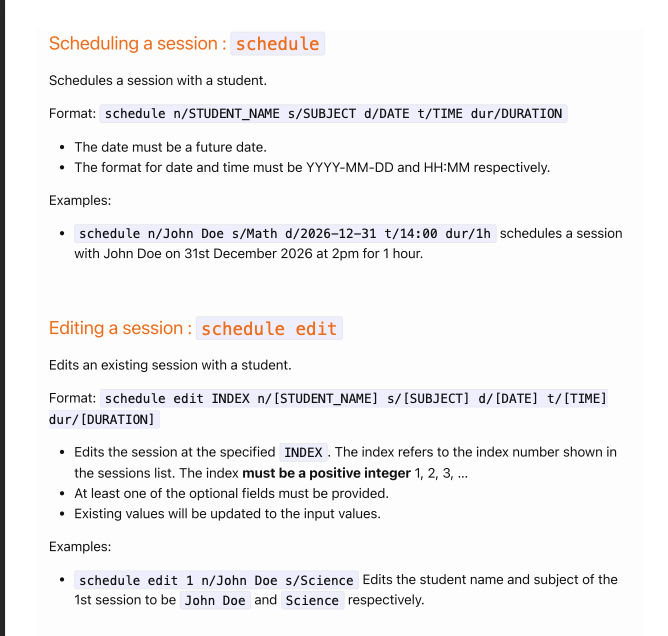 Scheduling a session : schedule
Schedules a session with a student.
Format: schedule n/STUDENT_NAME s/SUBJECT d/DATE t/TIME dur/DURATION
• The date must be a future date.
• The format for date and time must be YYYY-MM-DD and HH:MM respectively.
Examples:
• schedule n/John Doe s/Math d/2026-12-31 t/14:00 dur/1h schedules a session
with John Doe on 31st December 2026 at 2pm for 1 hour.
Editing a session : schedule edit
Edits an existing session with a student.
Format: schedule edit INDEX n/[STUDENT_NAME] s/[SUBJECT] d/[DATE] t/[TIME]
dur/[DURATION]
• Edits the session at the specified INDEX. The index refers to the index number shown in
the sessions list. The index must be a positive integer 1, 2, 3, …
• At least one of the optional fields must be provided.
• Existing values will be updated to the input values.
Examples:
• schedule edit 1 n/John Doe s/Science Edits the student name and subject of the
1st session to be John Doe and Science respectively.